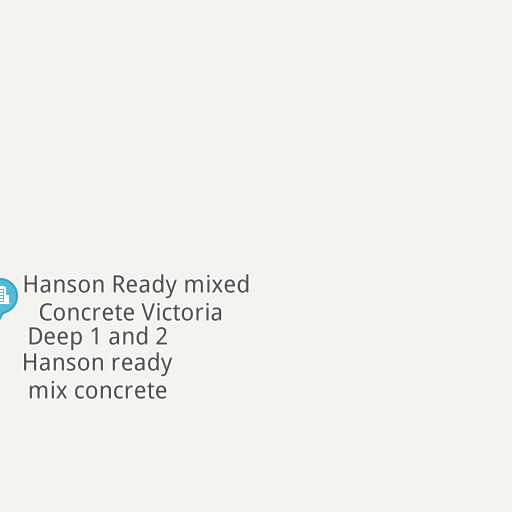 Hanson Ready mixed
Concrete Victoria
Deep 1 and 2
Hanson ready
mix concrete